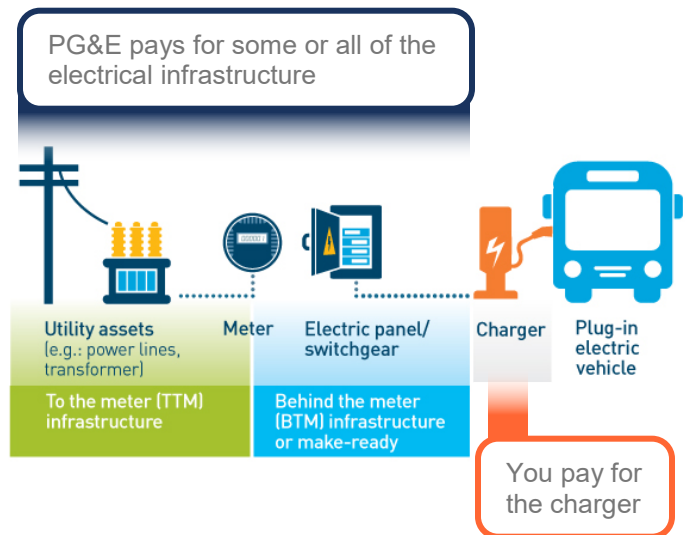 PG&E pays for some or all of the
electrical infrastructure
Utility assets
(e.g.: power lines,
transformer)
Meter
Electric panel/
switchgear
Charger
Plug-in
electric
vehicle
To the meter (TTM)
infrastructure
Behind the meter
(BTM) infrastructure
or make-ready
You pay for
the charger